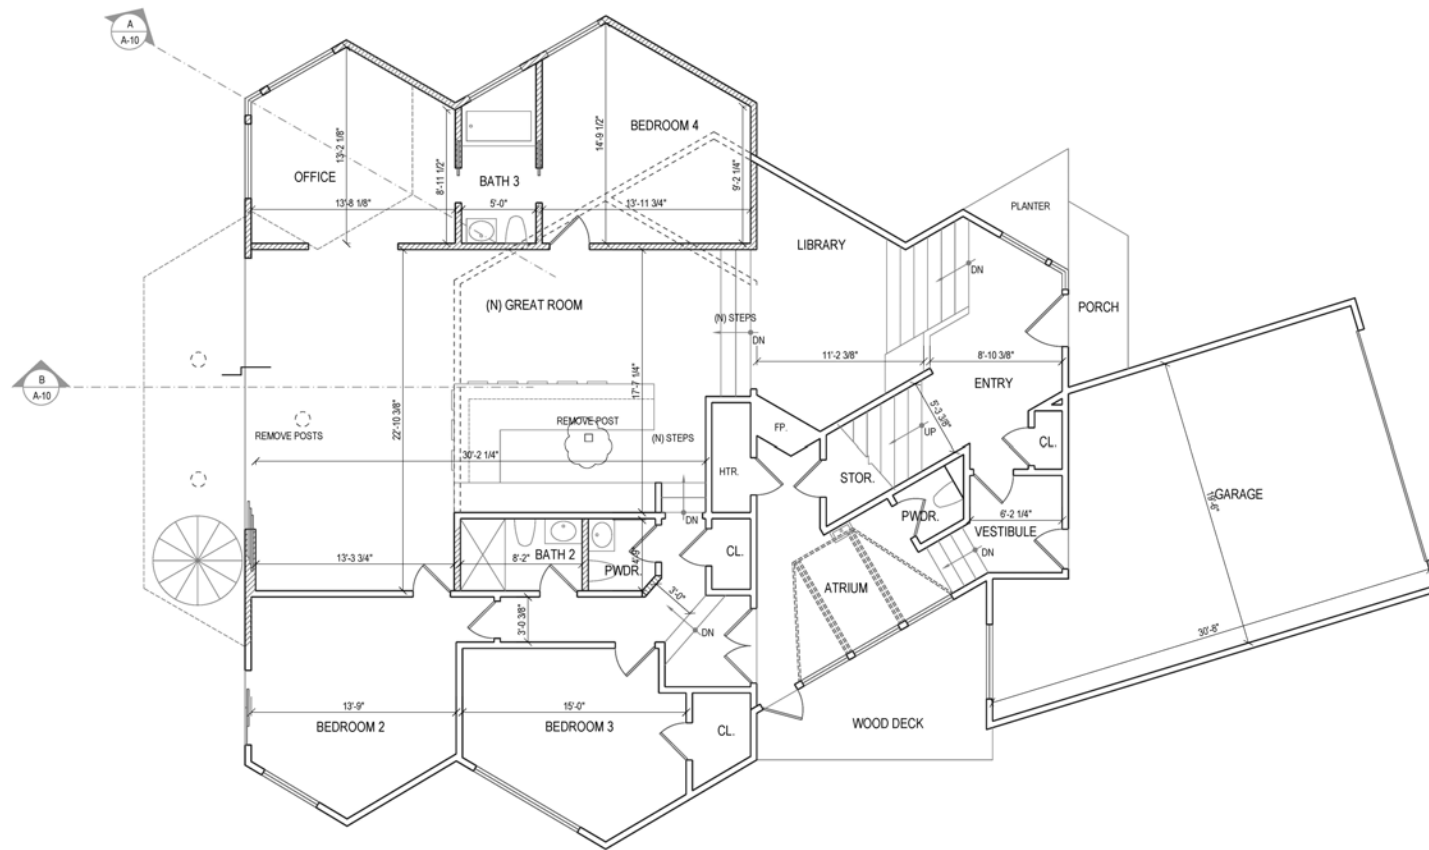 A
A-10
BEDROOM 4
13'-2 1/8"
14'-9 1/2"
8'-11 1/2"
9'-2 1/4"
OFFICE
BATH 3
13'-8 1/8"
5'-0"
13'-11 3/4"
PLANTER
LIBRARY
DN
(N) GREAT ROOM
PORCH
(N) STEPS
DN
11'-2 3/8"
8'-10 3/8"
B
A-10
17'-7 1/4"
ENTRY
5'-3 3/8"
REMOVE POST
REMOVE POSTS
22'-10 3/8"
(N) STEPS
FP.
UP
CL.
30'-2 1/4"
HTR.
STOR.
GARAGE
19'-6"
DN
PWDR.
6'-2 1/4"
VESTIBULE
13'-3 3/4"
8'-2"
BATH 2
PWDR.
4'-9"
CL.
DN
ATRIUM
3'-0"
3'-0 3/8"
DN
30'-8"
13'-9"
15'-0"
BEDROOM 2
BEDROOM 3
CL.
WOOD DECK